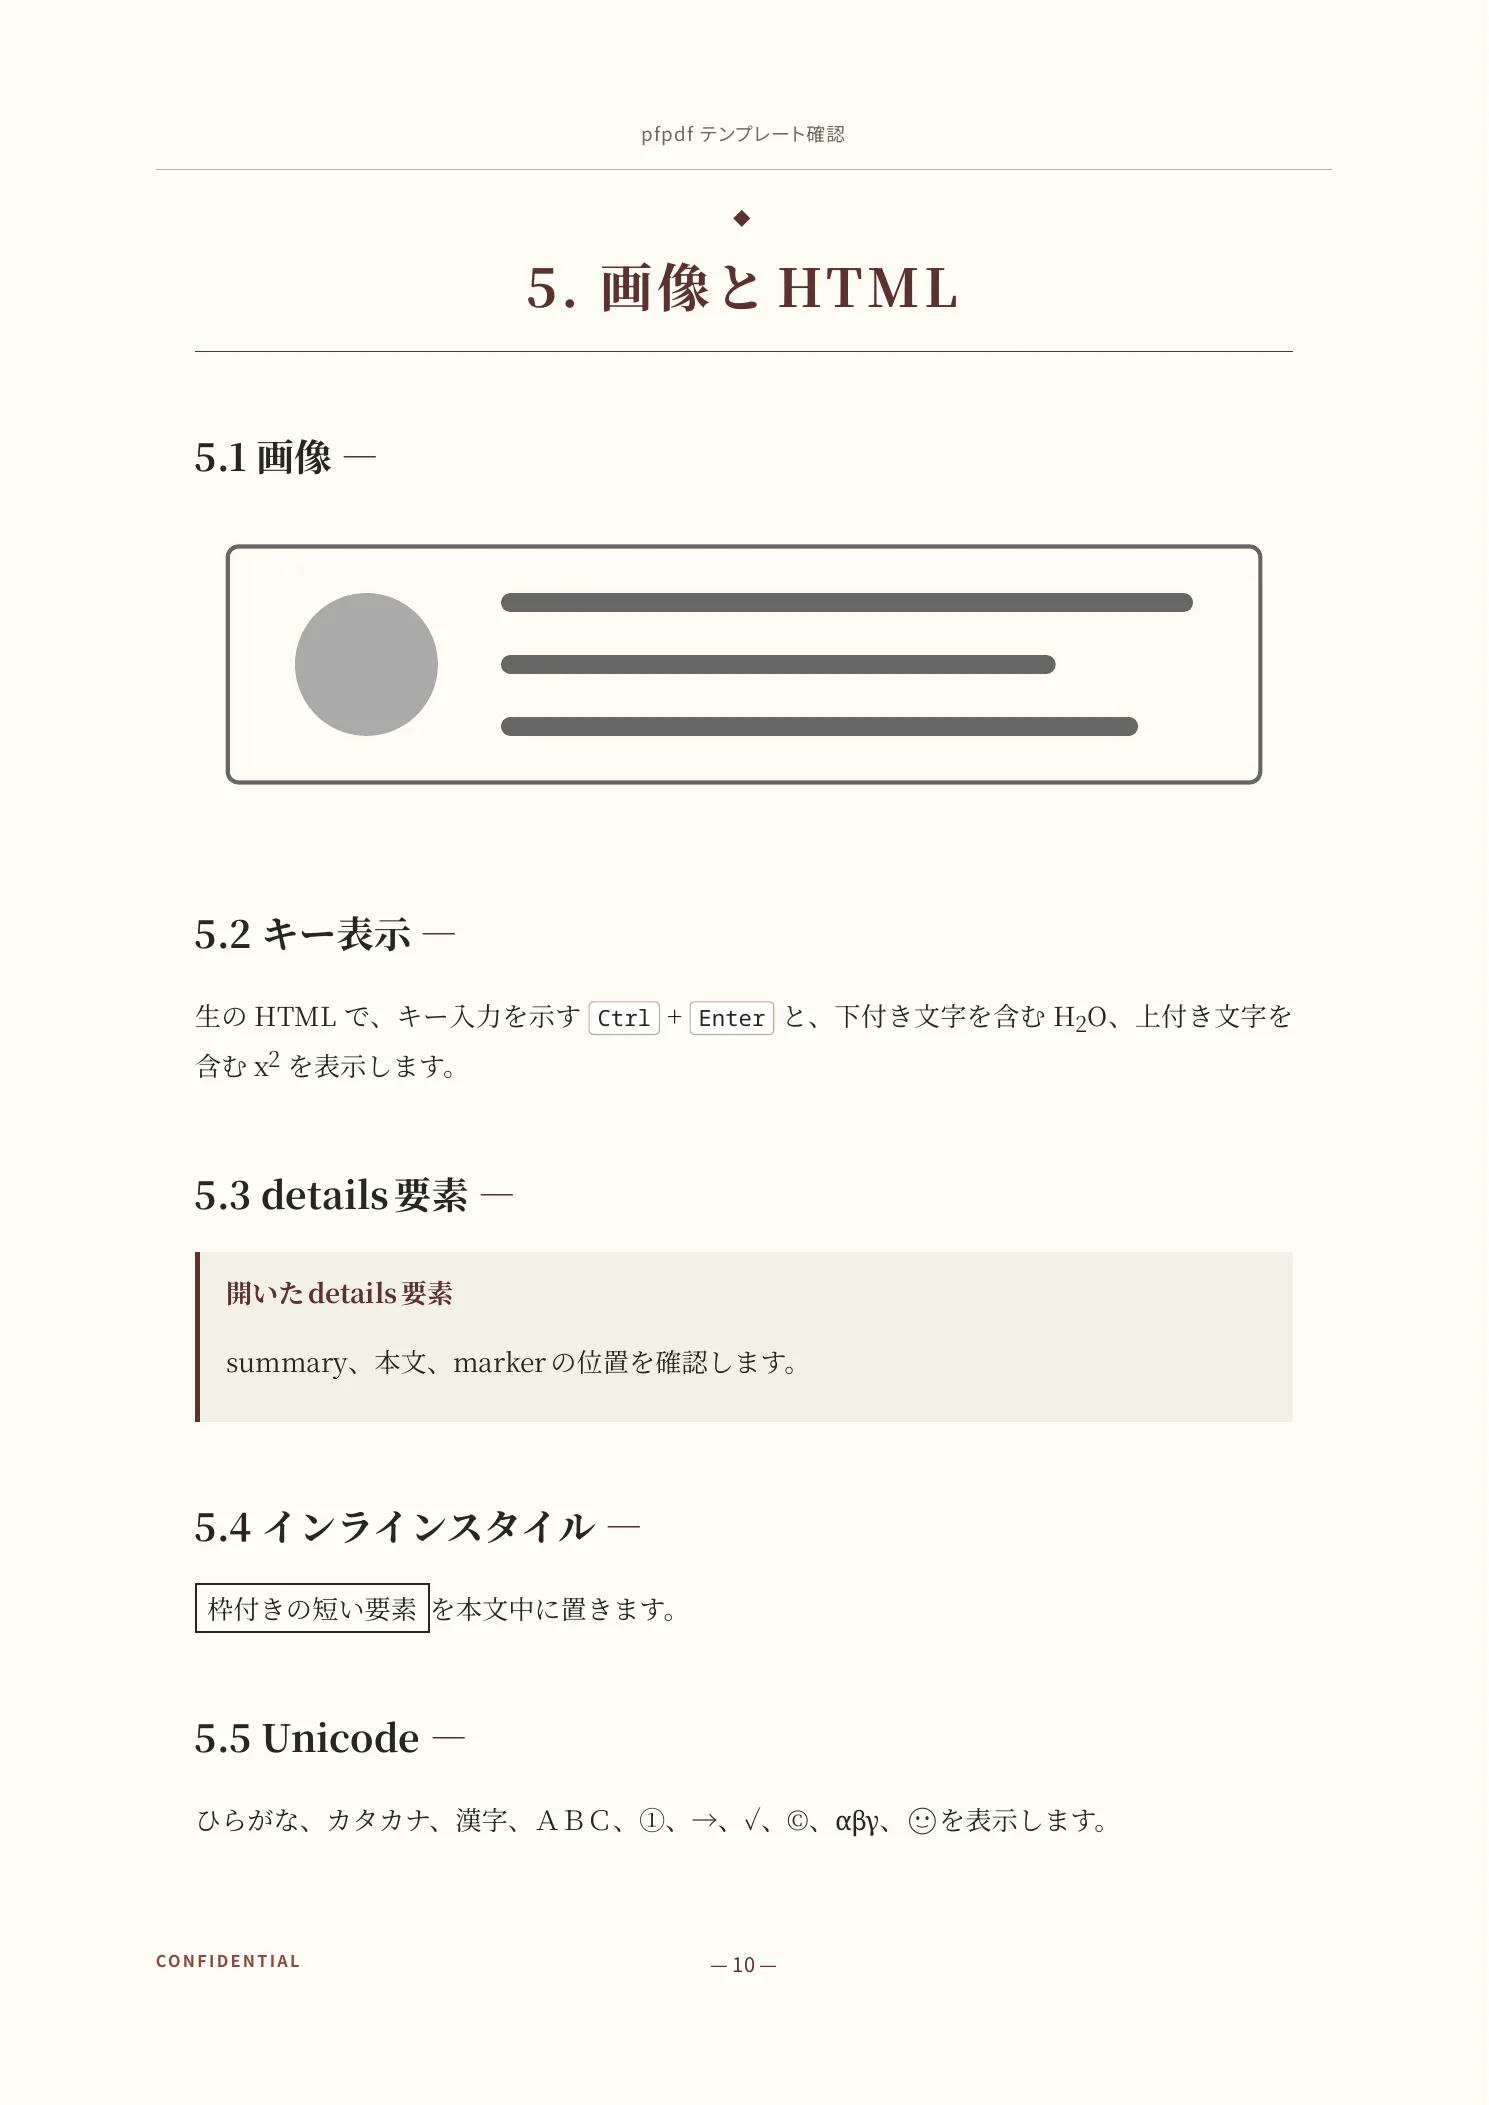 pfpdf テンプレート確認
◆
5. 画像と HTML
5.1 画像 —
5.2 キー表示 —
生の HTML で、キー入力を示す Ctrl + Enter と、下付き文字を含む H₂O、上付き文字を
含む x² を表示します。
5.3 details 要素 —
開いた details 要素
summary、本文、marker の位置を確認します。
5.4 インラインスタイル —
枠付きの短い要素 を本文中に置きます。
5.5 Unicode —
ひらがな、カタカナ、漢字、ＡＢＣ、①、→、✓、©、αβγ、☺を表示します。
CONFIDENTIAL
— 10 —